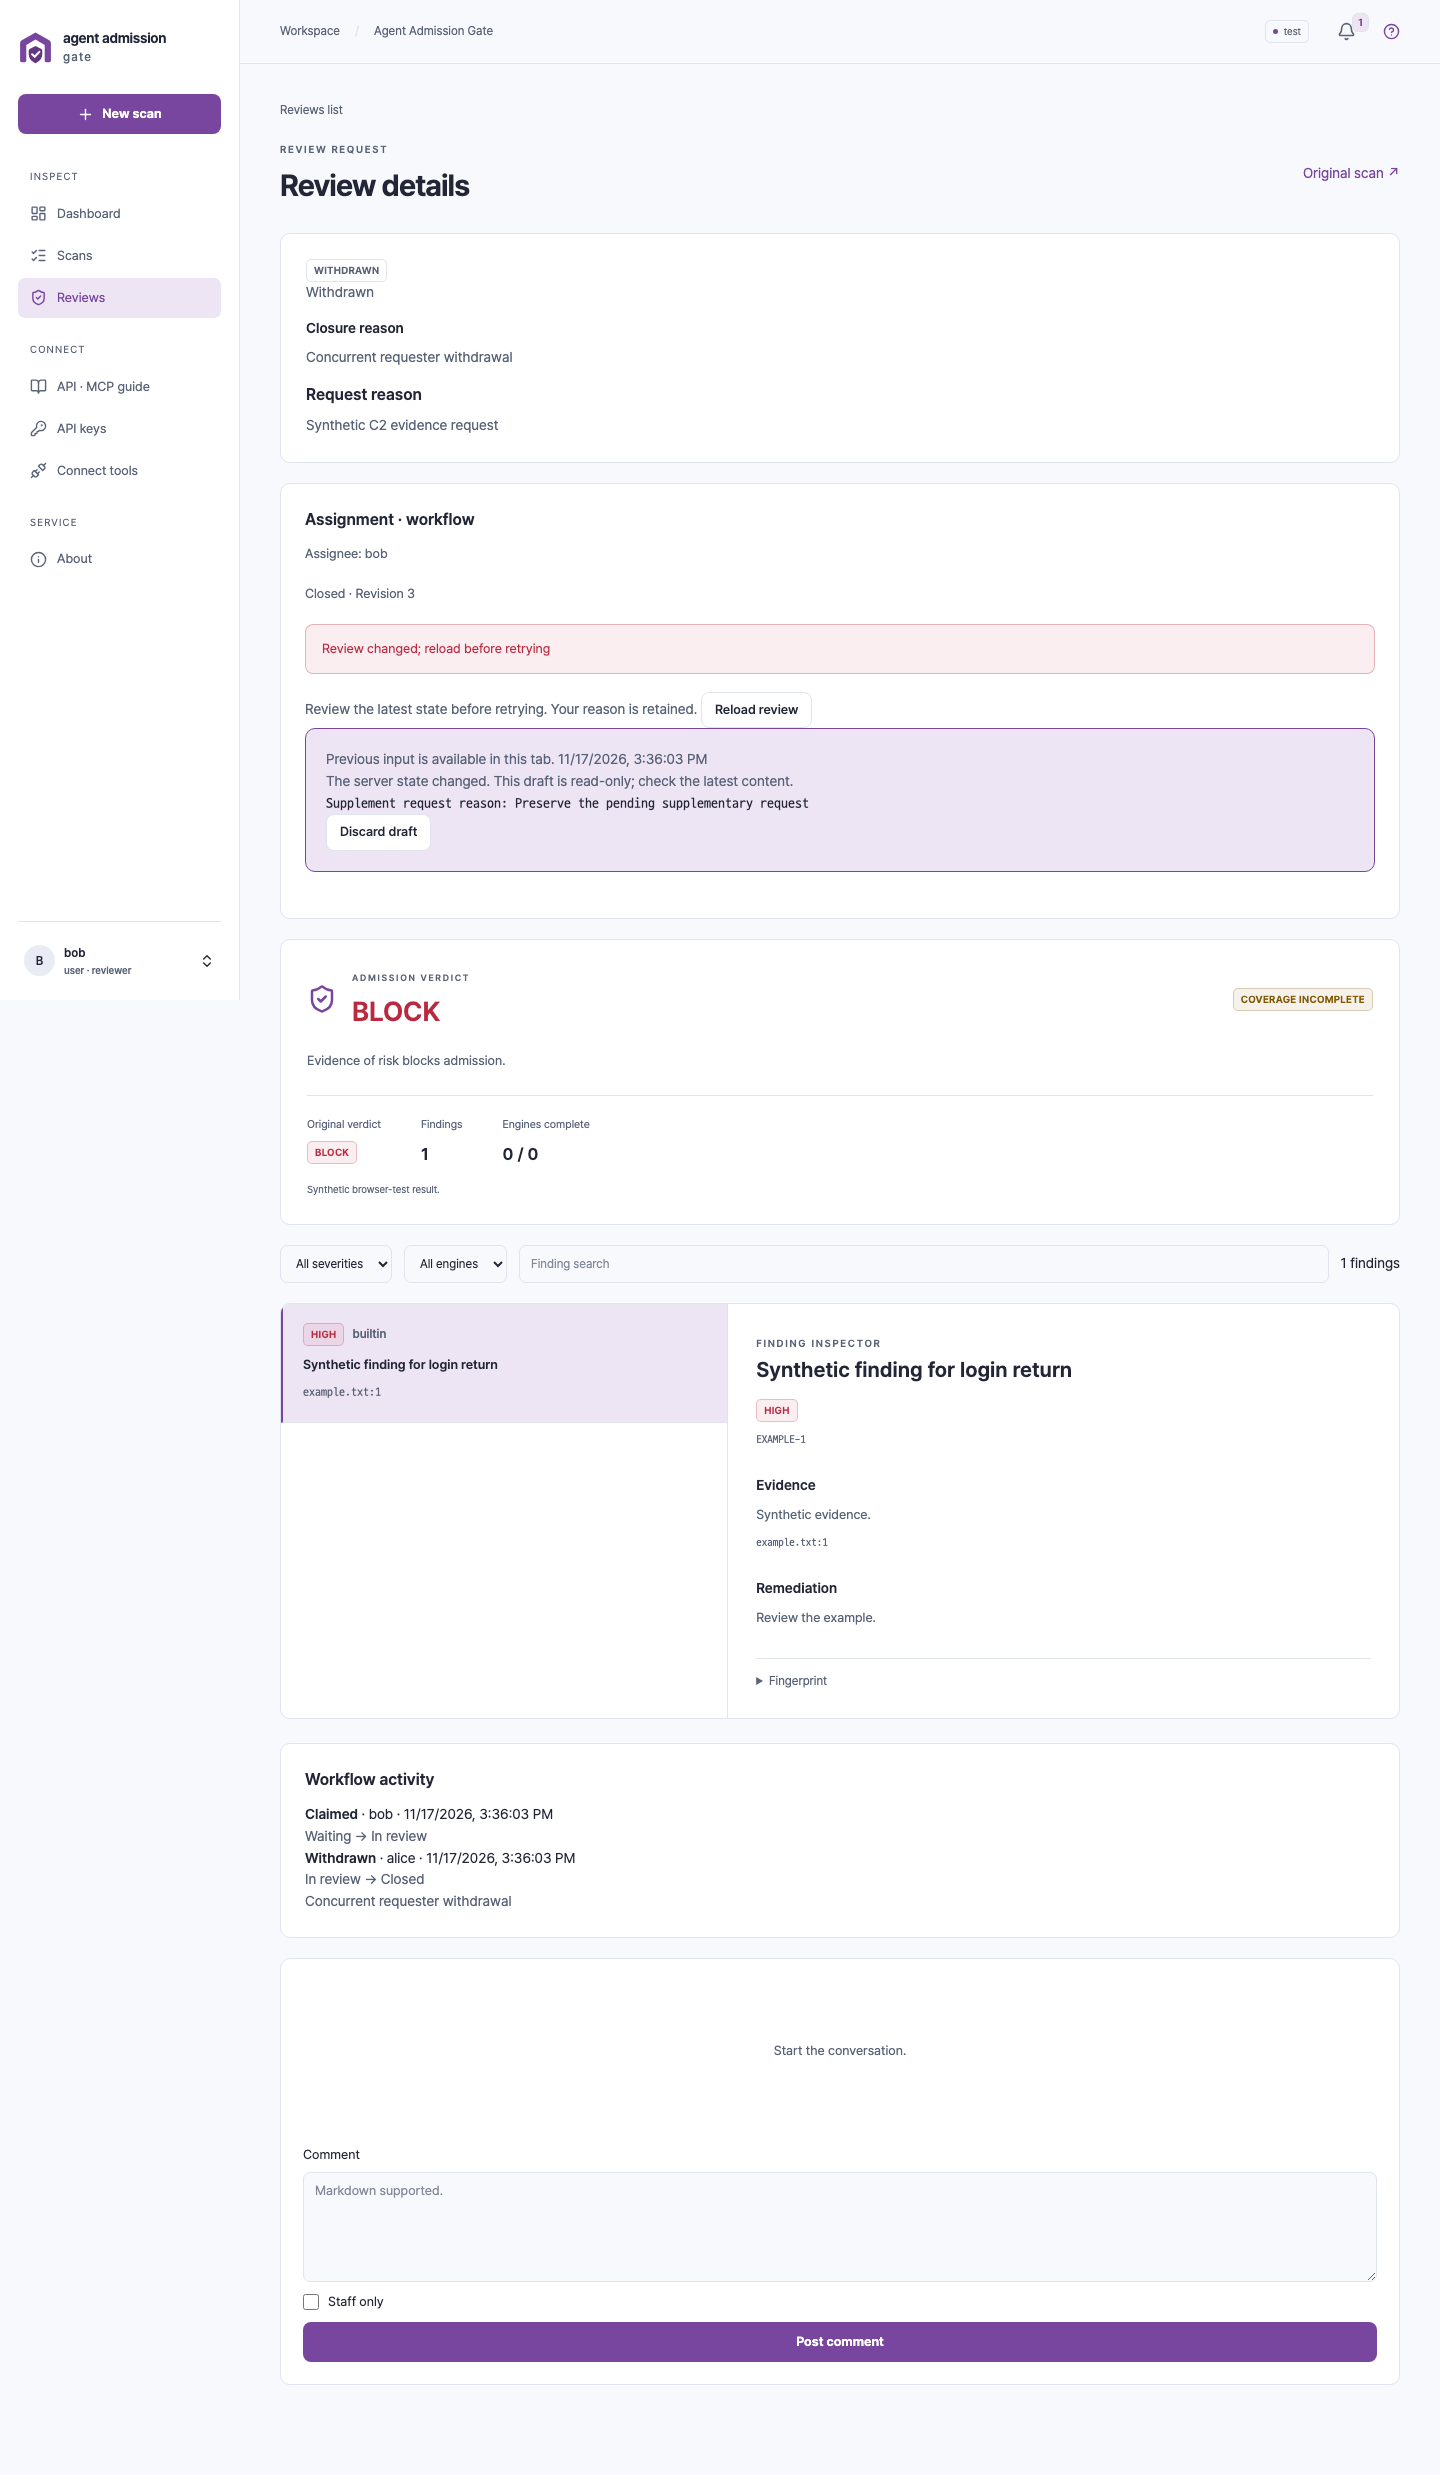 agent admission
gate
New scan
INSPECT
Dashboard
Scans
Reviews
CONNECT
API · MCP guide
API keys
Connect tools
SERVICE
About
B
bob
user · reviewer
Workspace / Agent Admission Gate
test
1
Reviews list
REVIEW REQUEST
Review details
Original scan ↗
WITHDRAWN
Withdrawn
Closure reason
Concurrent requester withdrawal
Request reason
Synthetic C2 evidence request
Assignment · workflow
Assignee: bob
Closed · Revision 3
Review changed; reload before retrying
Review the latest state before retrying. Your reason is retained. Reload review
Previous input is available in this tab. 11/17/2026, 3:36:03 PM
The server state changed. This draft is read-only; check the latest content.
Supplement request reason: Preserve the pending supplementary request
Discard draft
ADMISSION VERDICT
BLOCK
COVERAGE INCOMPLETE
Evidence of risk blocks admission.
Original verdict Findings Engines complete
BLOCK 1 0 / 0
Synthetic browser-test result.
All severities All engines Finding search 1 findings
HIGH builtin
Synthetic finding for login return
example.txt:1
FINDING INSPECTOR
Synthetic finding for login return
HIGH
EXAMPLE-1
Evidence
Synthetic evidence.
example.txt:1
Remediation
Review the example.
Fingerprint
Workflow activity
Claimed · bob · 11/17/2026, 3:36:03 PM
Waiting → In review
Withdrawn · alice · 11/17/2026, 3:36:03 PM
In review → Closed
Concurrent requester withdrawal
Start the conversation.
Comment
Markdown supported.
Staff only
Post comment